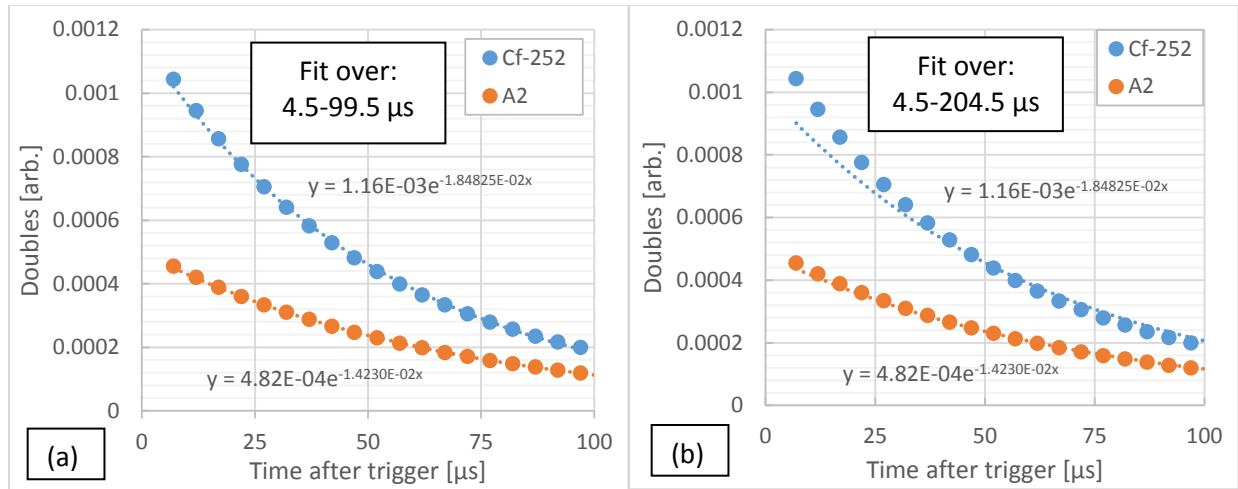 0.0012
0.001
0.0008
0.0006
0.0004
0.0002
0
Doubles [arb.]
Fit over:
4.5-99.5 µs
Cf-252
A2
y = 1.16E-03e^-1.84825E-02x
y = 4.82E-04e^-1.4230E-02x
0 25 50 75 100
Time after trigger [µs]
(a)
0.0012
0.001
0.0008
0.0006
0.0004
0.0002
0
Doubles [arb.]
Fit over:
4.5-204.5 µs
Cf-252
A2
y = 1.16E-03e^-1.84825E-02x
y = 4.82E-04e^-1.4230E-02x
0 25 50 75 100
Time after trigger [µs]
(b)